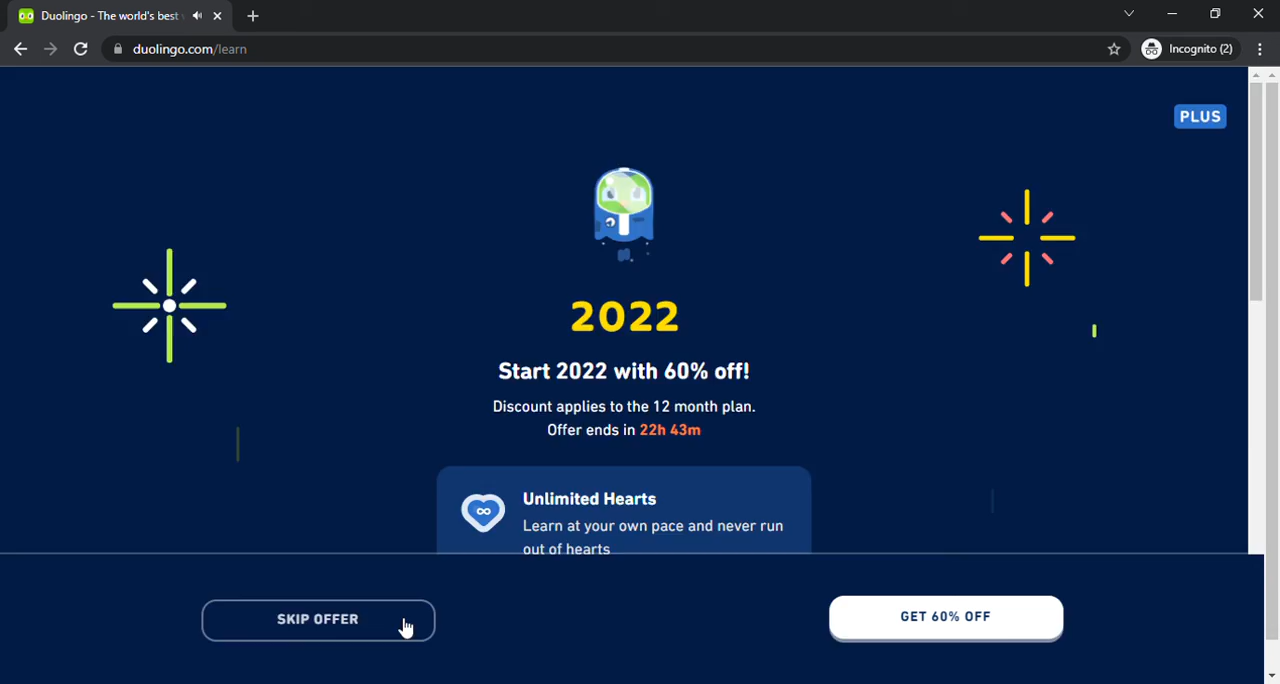 Duolingo - The world's best
duolingo.com/learn
Incognito (2)
PLUS
2022
Start 2022 with 60% off!
Discount applies to the 12 month plan.
Offer ends in 22h 43m
Unlimited Hearts
Learn at your own pace and never run
out of hearts
SKIP OFFER
GET 60% OFF